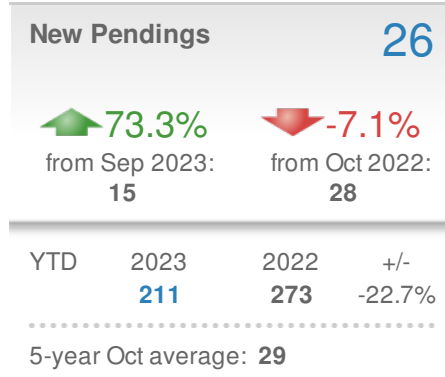 New Pendings 26
73.3% -7.1%
from Sep 2023: from Oct 2022:
15 28
YTD 2023 2022 +/-
211 273 -22.7%
5-year Oct average: 29